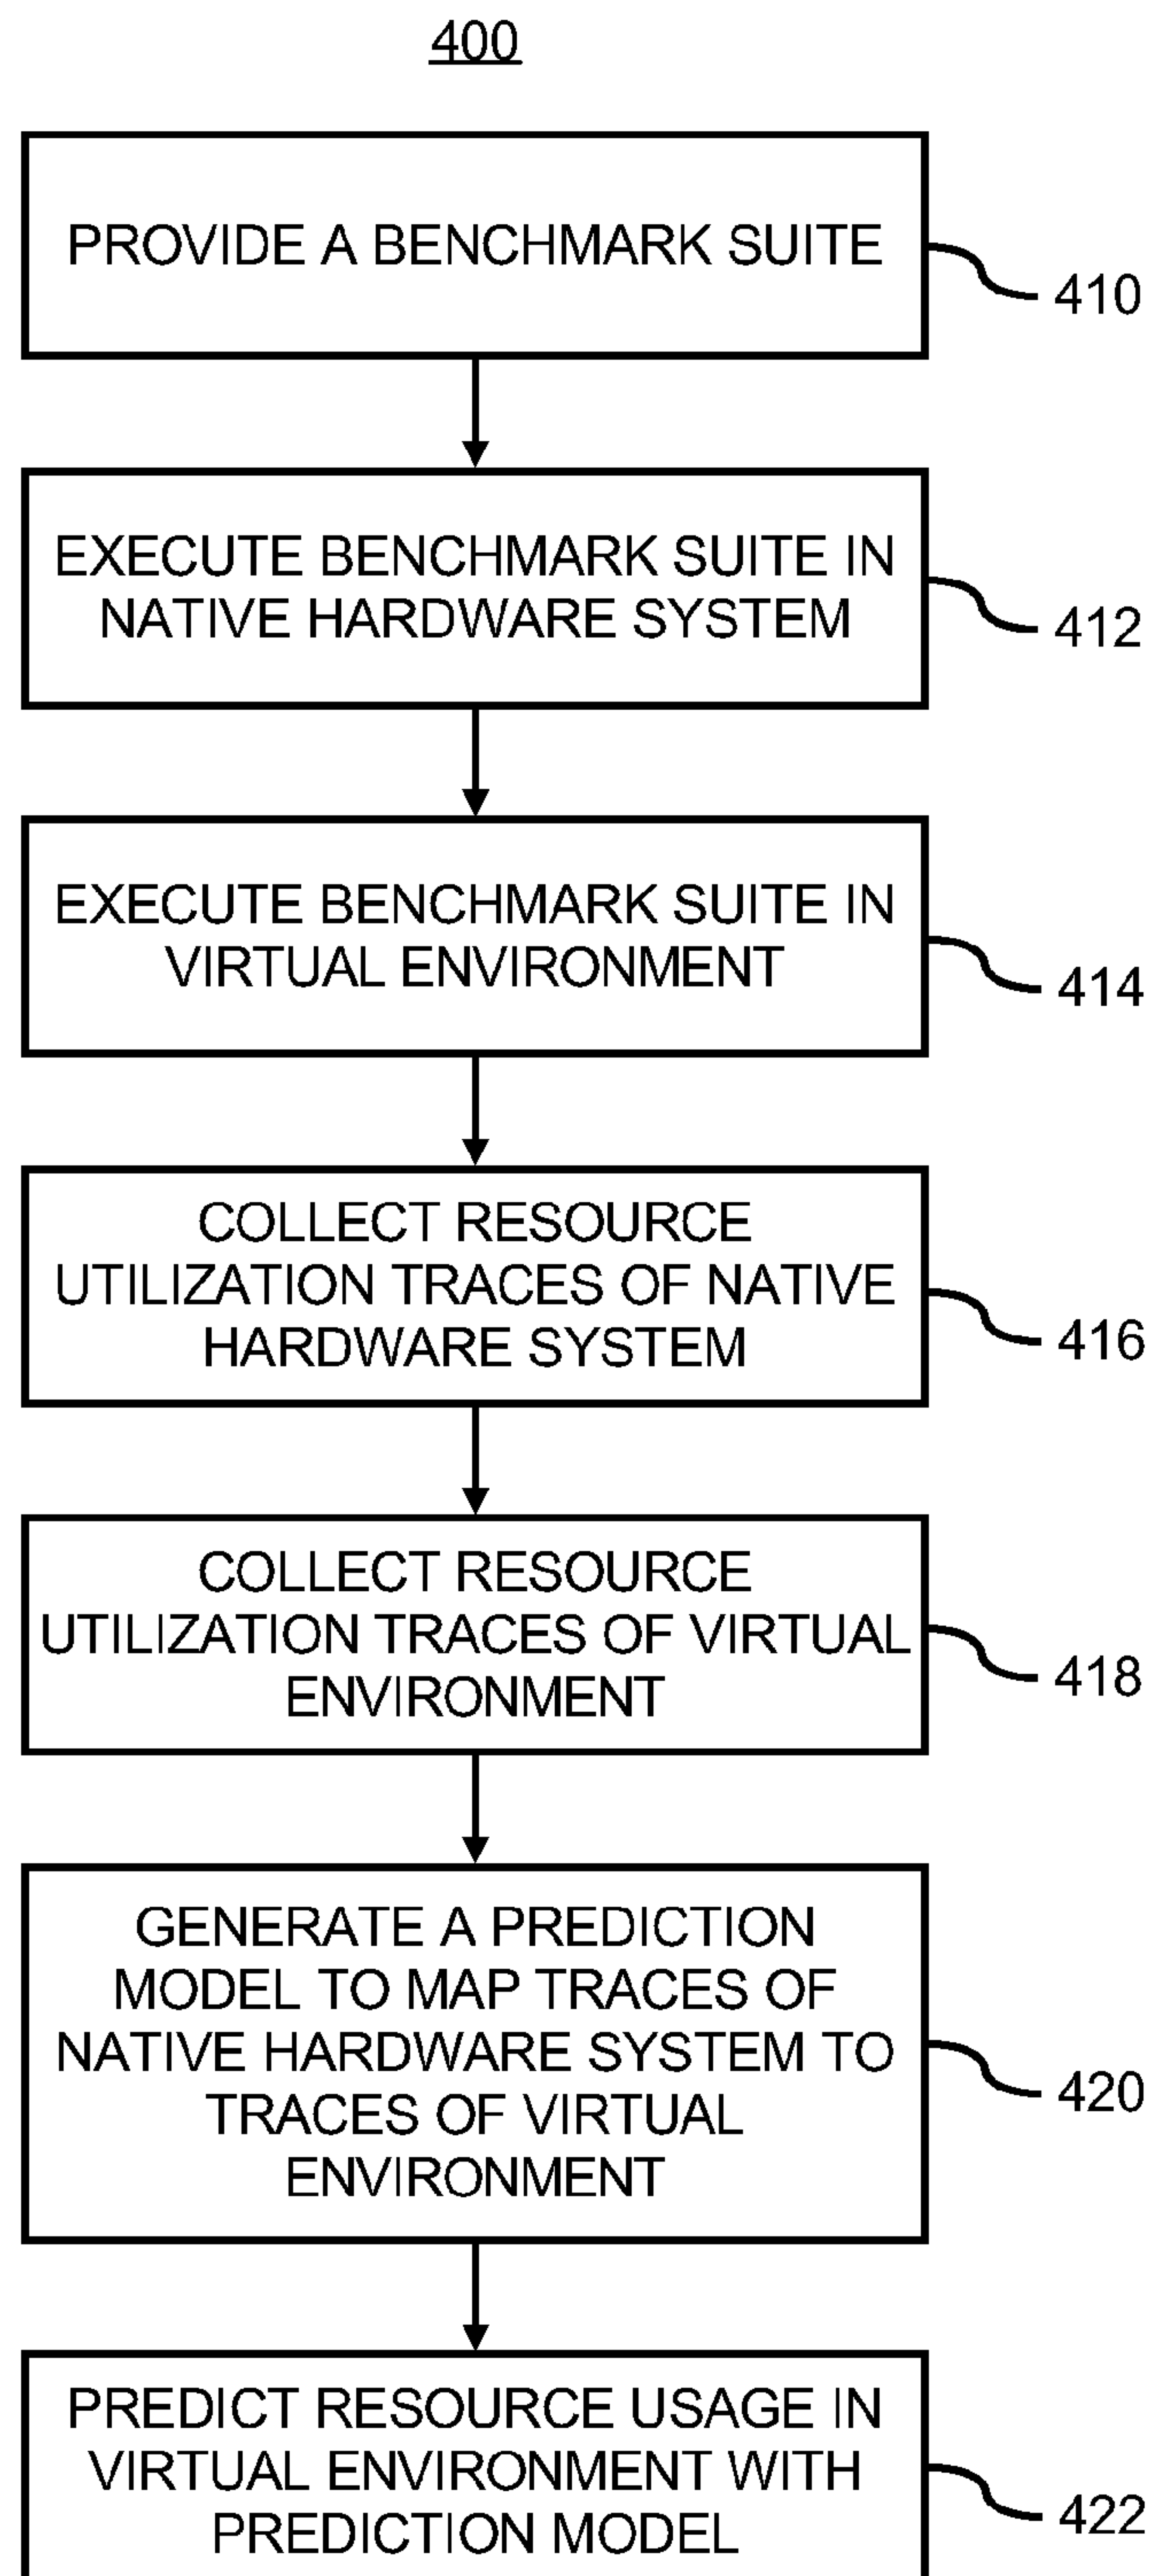 400
PROVIDE A BENCHMARK SUITE
410
EXECUTE BENCHMARK SUITE IN
NATIVE HARDWARE SYSTEM
412
EXECUTE BENCHMARK SUITE IN
VIRTUAL ENVIRONMENT
414
COLLECT RESOURCE
UTILIZATION TRACES OF NATIVE
HARDWARE SYSTEM
416
COLLECT RESOURCE
UTILIZATION TRACES OF VIRTUAL
ENVIRONMENT
418
GENERATE A PREDICTION
MODEL TO MAP TRACES OF
NATIVE HARDWARE SYSTEM TO
TRACES OF VIRTUAL
ENVIRONMENT
420
PREDICT RESOURCE USAGE IN
VIRTUAL ENVIRONMENT WITH
PREDICTION MODEL
422